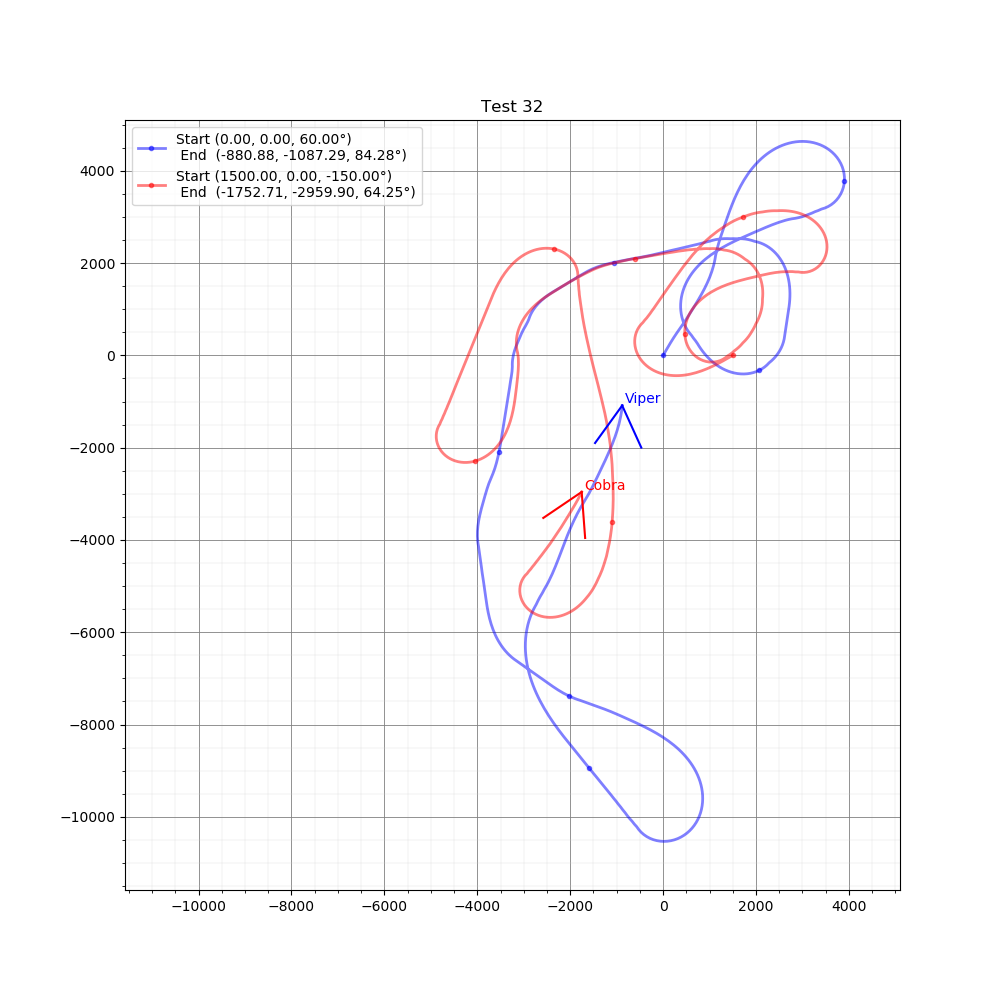 Test 32
Start (0.00, 0.00, 60.00°)
End (-880.88, -1087.29, 84.28°)
Start (1500.00, 0.00, -150.00°)
End (-1752.71, -2959.90, 64.25°)
4000
2000
0
−2000
−4000
−6000
−8000
−10000
Viper
Cobra
−10000 −8000 −6000 −4000 −2000 0 2000 4000